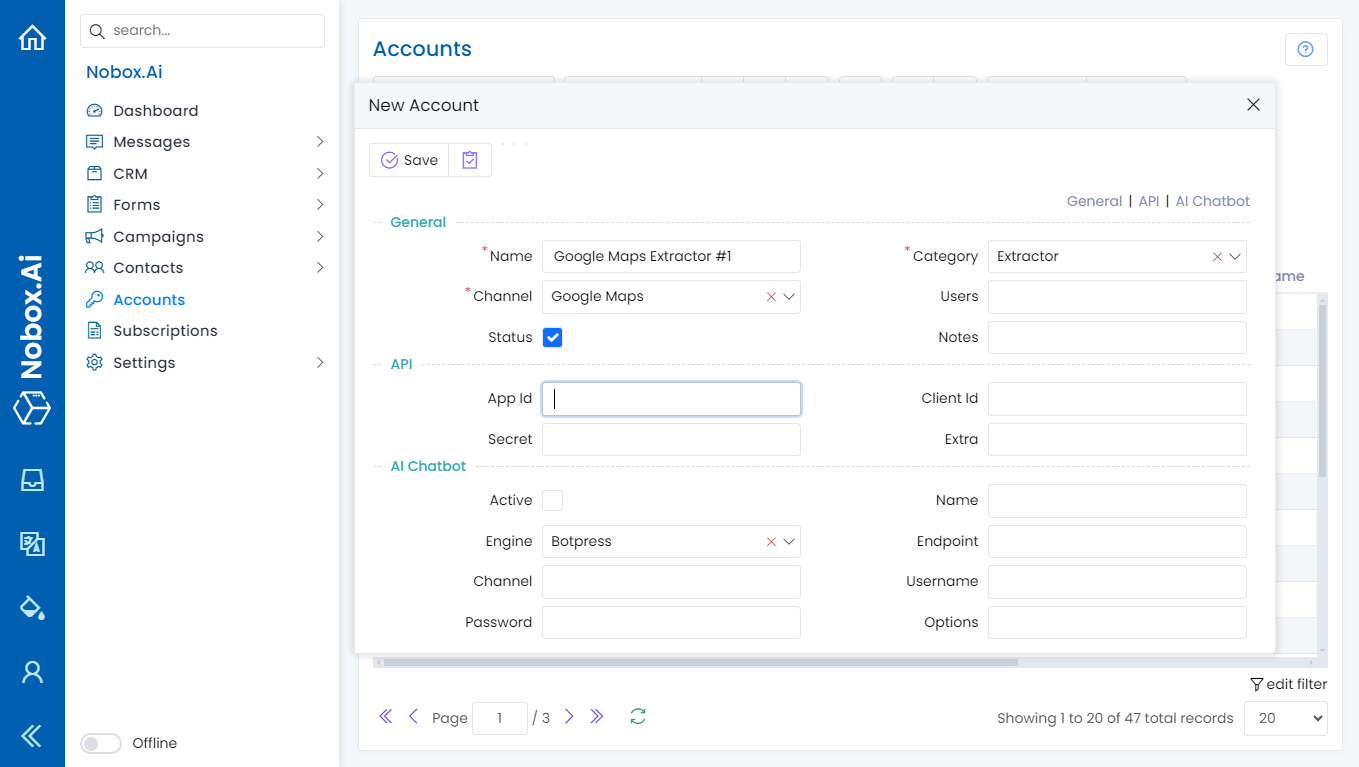 search...
Nobox.Ai
Dashboard
Messages
CRM
Forms
Campaigns
Contacts
Accounts
Subscriptions
Settings
Offline
Nobox.Ai
Accounts
New Account
Save
General | API | AI Chatbot
General
*Name Google Maps Extractor #1 *Category Extractor
*Channel Google Maps Users
Status Notes
API
App Id Client Id
Secret Extra
AI Chatbot
Active Name
Engine Botpress Endpoint
Channel Username
Password Options
edit filter
Page 1 / 3 Showing 1 to 20 of 47 total records 20